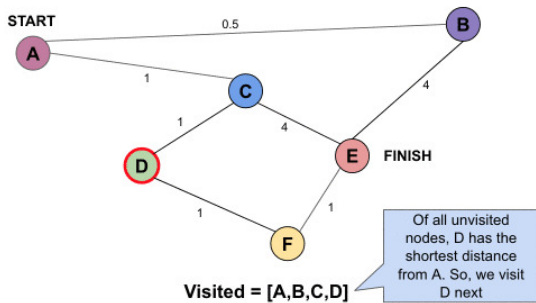 START
A
0.5
B
1
C
4
1
4
D
E
FINISH
1
1
F
Of all unvisited
nodes, D has the
shortest distance
from A. So, we visit
D next
Visited = [A,B,C,D]